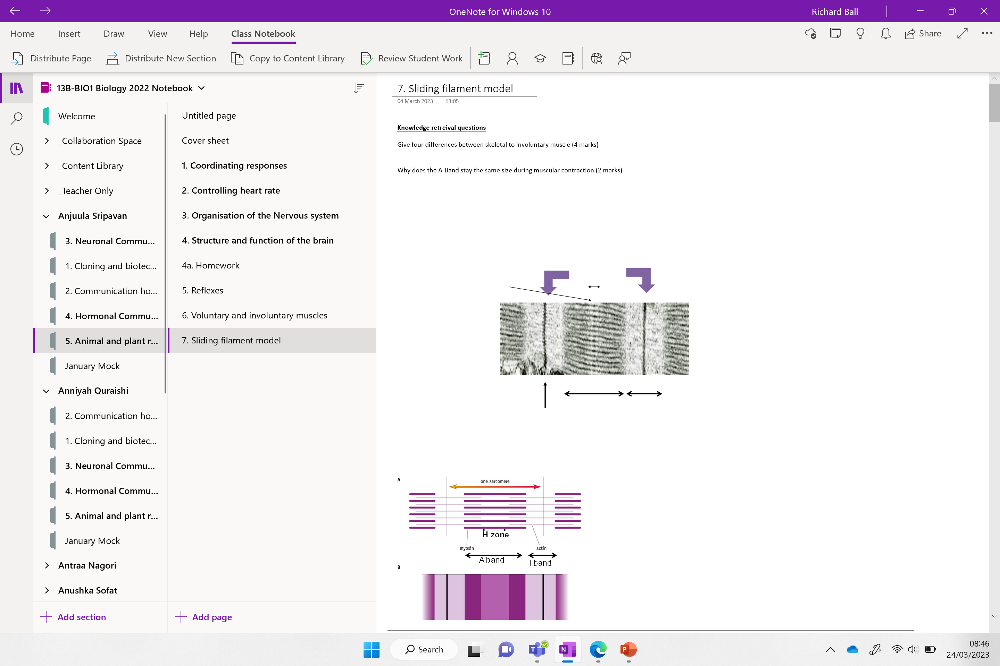 OneNote for Windows 10
Richard Ball
Home Insert Draw View Help Class Notebook
Share
Distribute Page Distribute New Section Copy to Content Library Review Student Work
13B-BIO1 Biology 2022 Notebook
Welcome
_Collaboration Space
_Content Library
_Teacher Only
Anjuula Sripavan
3. Neuronal Commu...
1. Cloning and biotec...
2. Communication ho...
4. Hormonal Commu...
5. Animal and plant r...
January Mock
Anniyah Quraishi
2. Communication ho...
1. Cloning and biotec...
3. Neuronal Commu...
4. Hormonal Commu...
5. Animal and plant r...
January Mock
Antraa Nagori
Anushka Sofat
Add section
Untitled page
Cover sheet
1. Coordinating responses
2. Controlling heart rate
3. Organisation of the Nervous system
4. Structure and function of the brain
4a. Homework
5. Reflexes
6. Voluntary and involuntary muscles
7. Sliding filament model
Add page
7. Sliding filament model
04 March 2023 13:05
Knowledge retreival questions
Give four differences between skeletal to involuntary muscle (4 marks)
Why does the A-Band stay the same size during muscular contraction (2 marks)
A
one sarcomere
H zone
myosin actin
A band
I band
B
Search
T
N
P
08:46
24/03/2023